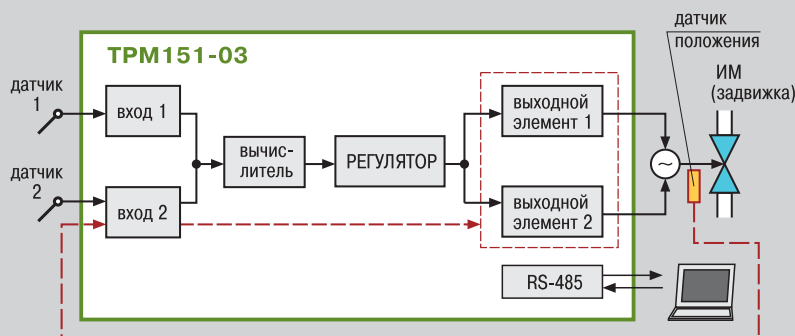 датчик
положения
ТРМ151-03
ИМ
(задвижка)
датчик
1
вход 1
выходной
элемент 1
вычис-
литель
РЕГУЛЯТОР
~
датчик
2
вход 2
выходной
элемент 2
RS-485